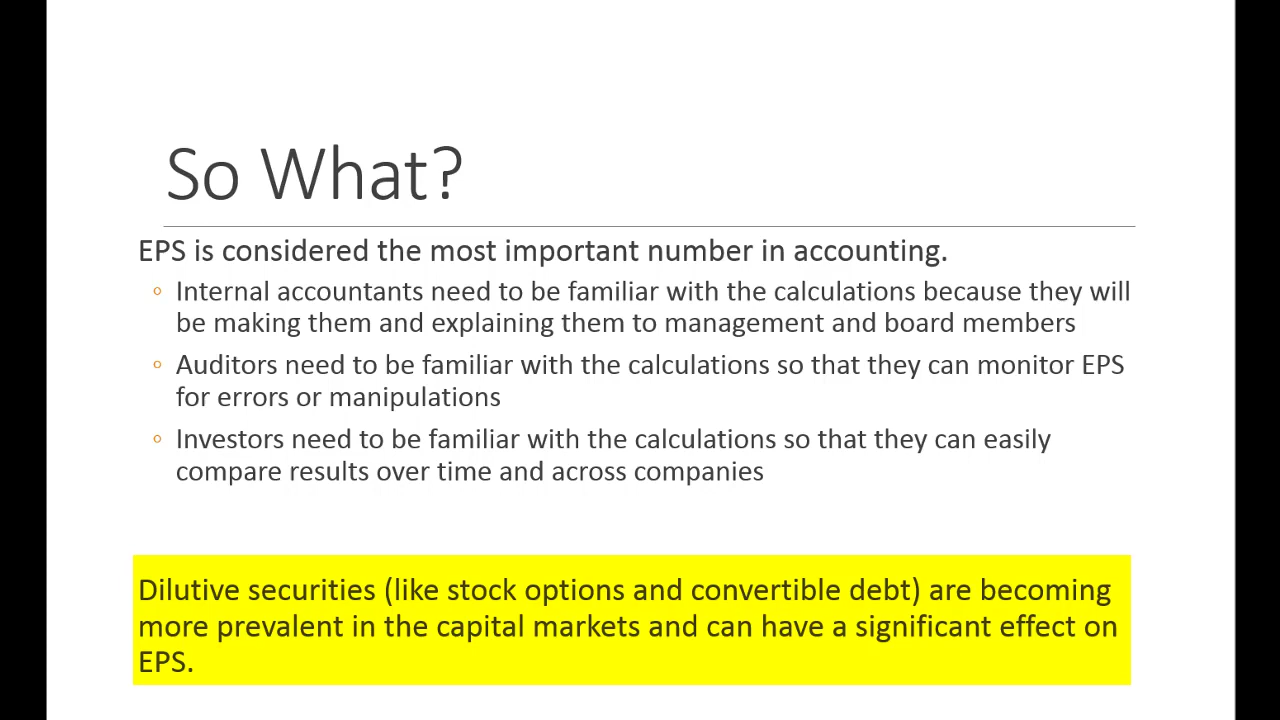 So What?
EPS is considered the most important number in accounting.
◦ Internal accountants need to be familiar with the calculations because they will
be making them and explaining them to management and board members
◦ Auditors need to be familiar with the calculations so that they can monitor EPS
for errors or manipulations
◦ Investors need to be familiar with the calculations so that they can easily
compare results over time and across companies
Dilutive securities (like stock options and convertible debt) are becoming
more prevalent in the capital markets and can have a significant effect on
EPS.